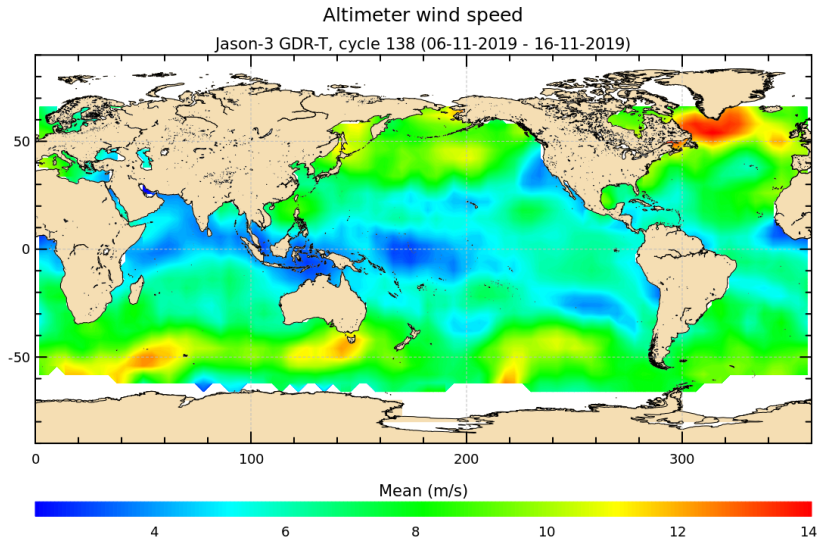 Altimeter wind speed
Jason-3 GDR-T, cycle 138 (06-11-2019 - 16-11-2019)
50
0
-50
0 100 200 300
Mean (m/s)
4 6 8 10 12 14